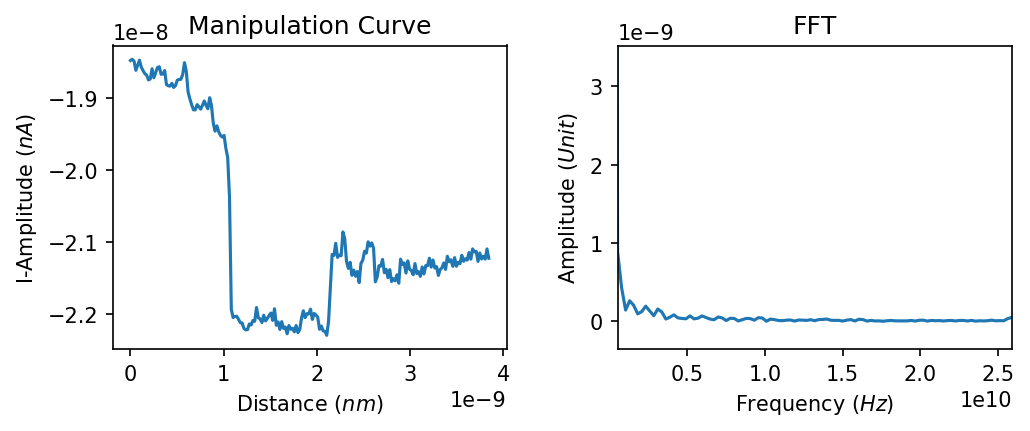 Manipulation Curve
1e−8
−1.9
−2.0
−2.1
−2.2
I-Amplitude (nA)
0 1 2 3 4
1e−9
Distance (nm)
FFT
1e−9
3
2
1
0
Amplitude (Unit)
0.5 1.0 1.5 2.0 2.5
1e10
Frequency (Hz)